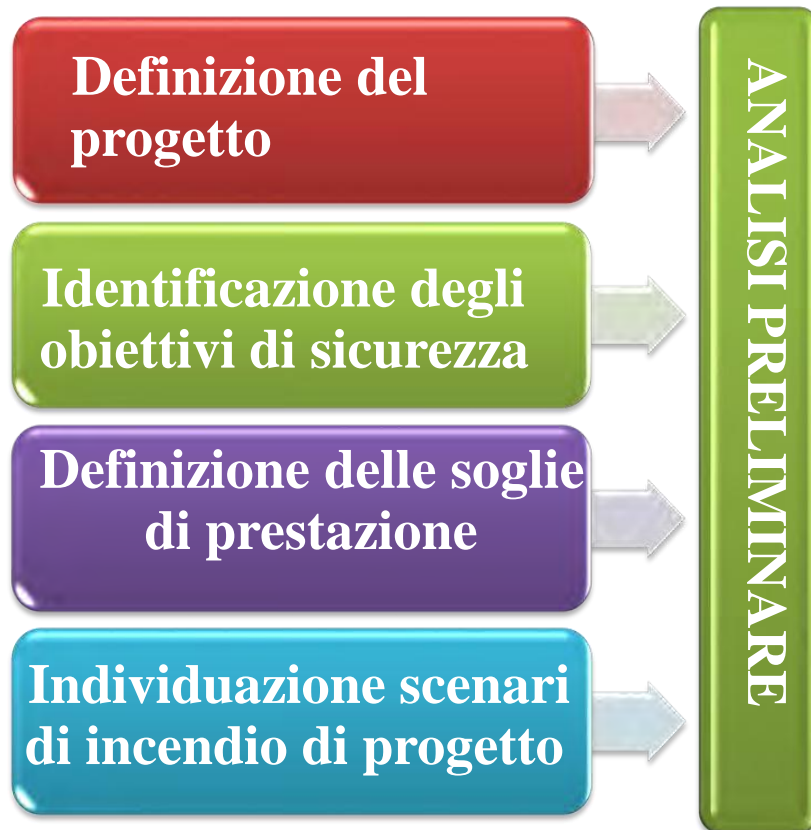 Definizione del
progetto
Identificazione degli
obiettivi di sicurezza
Definizione delle soglie
di prestazione
Individuazione scenari
di incendio di progetto
ANALISI PRELIMINARE